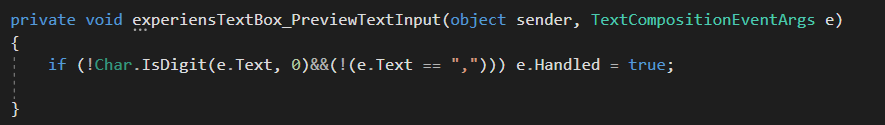 private void experiensTextBox_PreviewTextInput(object sender, TextCompositionEventArgs e)
{
if (!Char.IsDigit(e.Text, 0)&&(!(e.Text == ","))) e.Handled = true;
}